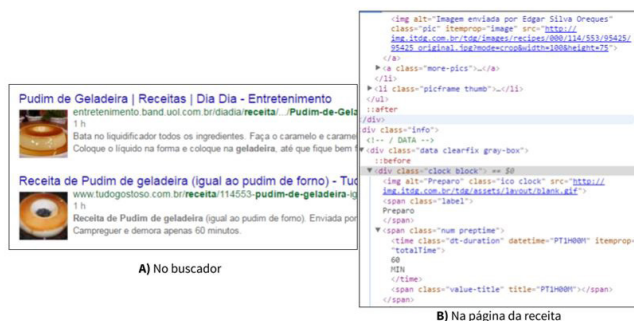 Pudim de Geladeira | Receitas | Dia Dia - Entretenimento
entretenimento.band.uol.com.br/diadia/receita/.../Pudim-de-Gela
1 h
Bata no liquidificador todos os ingredientes. Faça o caramelo e carame
Coloque o líquido na forma e coloque na geladeira, até que fique bem f
Receita de Pudim de geladeira (igual ao pudim de forno) - Tud
www.tudogostoso.com.br/receita/114553-pudim-de-geladeira-ig
1 h
Receita de Pudim de geladeira (igual ao pudim de forno). Enviada por
Campreguer e demora apenas 60 minutos.
A) No buscador
<img alt="Imagem enviada por Edgar Silva Oreques"
class="pic" itemprop="image" src="http://
img.itdg.com.br/tdg/images/recipes/000/114/553/95425/
95425_original.jpg?mode=crop&width=100&height=75">
</a>
▶<a class="more-pics">…</a>
</li>
▶<li class="picframe thumb">…</li>
</ul>
::after
/div>
div class="info">
<!-- / DATA -->
▼<div class="data clearfix gray-box">
::before
▼<div class="clock block"> == $0
<img alt="Preparo" class="ico clock" src="http://
img.itdg.com.br/tdg/assets/layout/blank.gif">
<span class="label">
Preparo
</span>
▼<span class="num preptime">
<time class="dt-duration" datetime="PT1H00M" itemprop=
"totalTime">
60
MIN
</time>
<span class="value-title" title="PT1H00M"></span>
</span>
B) Na página da receita